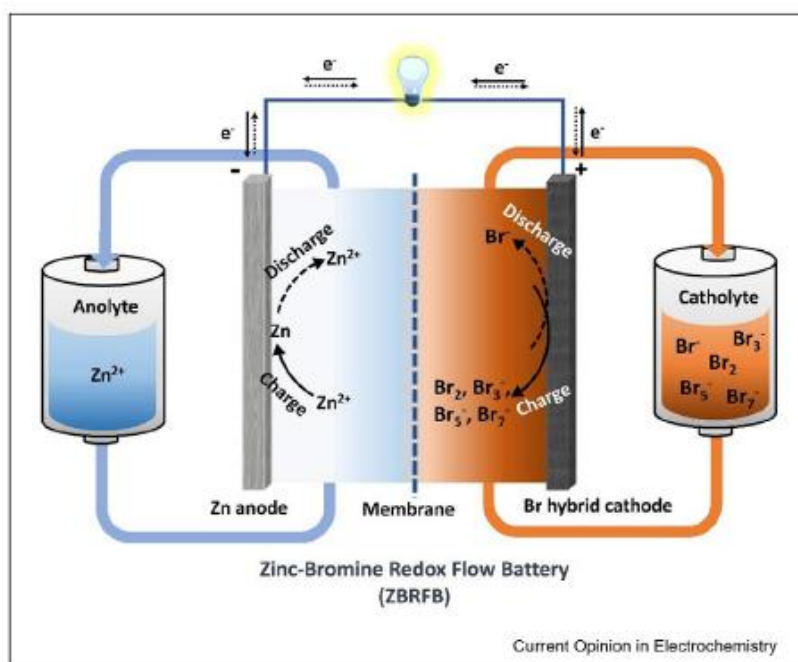 e⁻
e⁻
e⁻
e⁻
-
+
Discharge
Zn²⁺
Zn
Charge
Zn²⁺
Discharge
Br⁻
Br₂, Br₃⁻,
Br₅⁻, Br₇⁻
Charge
Anolyte
Zn²⁺
Catholyte
Br⁻ Br₃⁻
Br₂
Br₅⁻ Br₇⁻
Zn anode
Membrane
Br hybrid cathode
Zinc-Bromine Redox Flow Battery
(ZBRFB)
Current Opinion in Electrochemistry